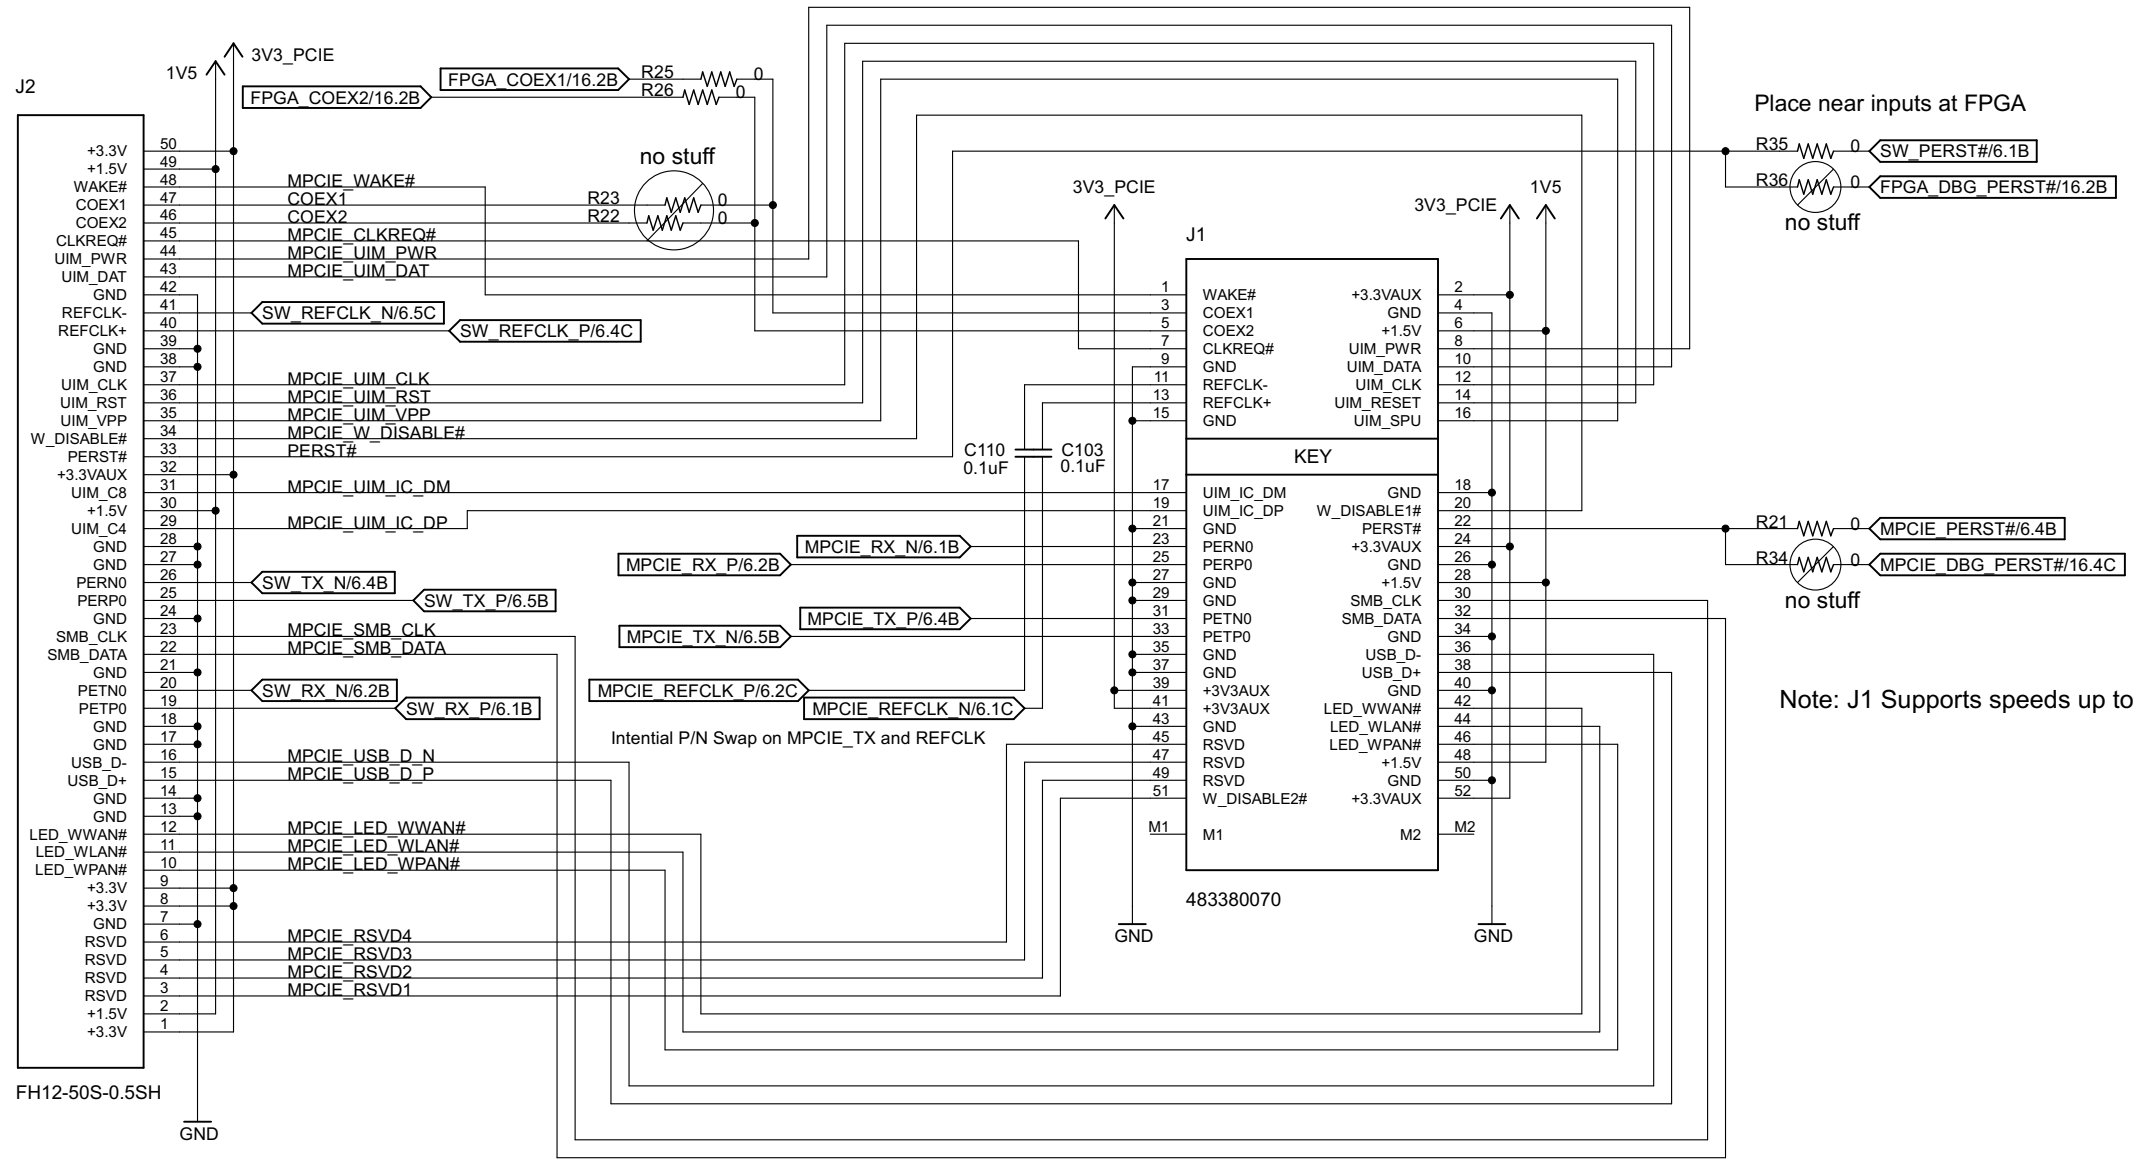 J2
1V5
3V3_PCIE
FPGA_COEX1/16.2B
R25
0
FPGA_COEX2/16.2B
R26
0
Place near inputs at FPGA
R35
0
SW_PERST#/6.1B
R36
0
FPGA_DBG_PERST#/16.2B
no stuff
no stuff
R23
0
R22
0
+3.3V 50
+1.5V 49
WAKE# 48 MPCIE_WAKE#
COEX1 47 COEX1
COEX2 46 COEX2
CLKREQ# 45 MPCIE_CLKREQ#
UIM_PWR 44 MPCIE_UIM_PWR
UIM_DAT 43 MPCIE_UIM_DAT
GND 42
REFCLK- 41 SW_REFCLK_N/6.5C
REFCLK+ 40 SW_REFCLK_P/6.4C
GND 39
GND 38
UIM_CLK 37 MPCIE_UIM_CLK
UIM_RST 36 MPCIE_UIM_RST
UIM_VPP 35 MPCIE_UIM_VPP
W_DISABLE# 34 MPCIE_W_DISABLE#
PERST# 33 PERST#
+3.3VAUX 32
UIM_C8 31 MPCIE_UIM_IC_DM
+1.5V 30
UIM_C4 29 MPCIE_UIM_IC_DP
GND 28
GND 27
PERN0 26 SW_TX_N/6.4B
PERP0 25 SW_TX_P/6.5B
GND 24
SMB_CLK 23 MPCIE_SMB_CLK
SMB_DATA 22 MPCIE_SMB_DATA
GND 21
PETN0 20 SW_RX_N/6.2B
PETP0 19 SW_RX_P/6.1B
GND 18
GND 17
USB_D- 16 MPCIE_USB_D_N
USB_D+ 15 MPCIE_USB_D_P
GND 14
GND 13
LED_WWAN# 12 MPCIE_LED_WWAN#
LED_WLAN# 11 MPCIE_LED_WLAN#
LED_WPAN# 10 MPCIE_LED_WPAN#
+3.3V 9
+3.3V 8
GND 7
RSVD 6 MPCIE_RSVD4
RSVD 5 MPCIE_RSVD3
RSVD 4 MPCIE_RSVD2
RSVD 3 MPCIE_RSVD1
+1.5V 2
+3.3V 1
FH12-50S-0.5SH
GND
3V3_PCIE
3V3_PCIE
1V5
J1
1 WAKE# +3.3VAUX 2
3 COEX1 GND 4
5 COEX2 +1.5V 6
7 CLKREQ# UIM_PWR 8
9 GND UIM_DATA 10
11 REFCLK- UIM_CLK 12
13 REFCLK+ UIM_RESET 14
15 GND UIM_SPU 16
KEY
C110
0.1uF
C103
0.1uF
17 UIM_IC_DM GND 18
19 UIM_IC_DP W_DISABLE1# 20
21 GND PERST# 22
MPCIE_RX_N/6.1B 23 PERN0 +3.3VAUX 24
MPCIE_RX_P/6.2B 25 PERP0 GND 26
27 GND +1.5V 28
29 GND SMB_CLK 30
MPCIE_TX_P/6.4B 31 PETN0 SMB_DATA 32
MPCIE_TX_N/6.5B 33 PETP0 GND 34
35 GND USB_D- 36
37 GND USB_D+ 38
MPCIE_REFCLK_P/6.2C 39 +3V3AUX GND 40
MPCIE_REFCLK_N/6.1C 41 +3V3AUX LED_WWAN# 42
43 GND LED_WLAN# 44
Intential P/N Swap on MPCIE_TX and REFCLK
45 RSVD LED_WPAN# 46
47 RSVD +1.5V 48
49 RSVD GND 50
51 W_DISABLE2# +3.3VAUX 52
M1 M1 M2 M2
483380070
GND
GND
R21
0
MPCIE_PERST#/6.4B
R34
0
MPCIE_DBG_PERST#/16.4C
no stuff
Note: J1 Supports speeds up to